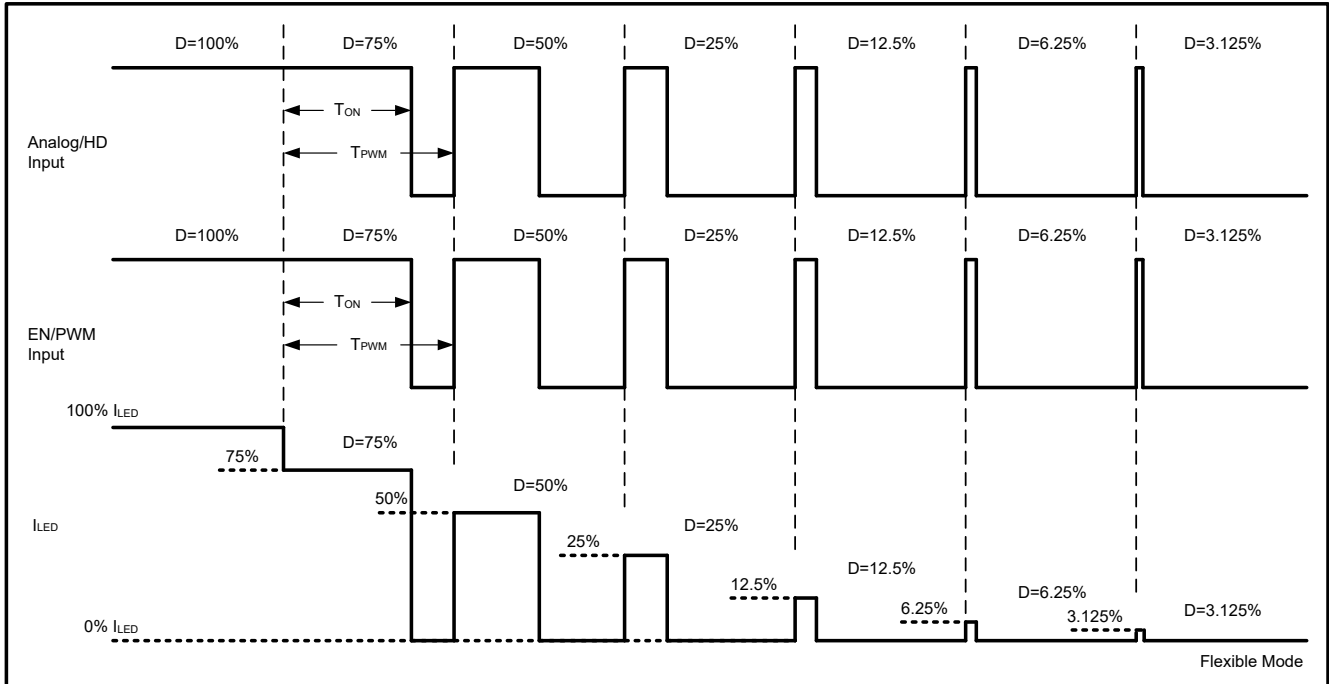 D=100% D=75% D=50% D=25% D=12.5% D=6.25% D=3.125%
TON
Analog/HD
Input
TPWM
D=100% D=75% D=50% D=25% D=12.5% D=6.25% D=3.125%
TON
EN/PWM
Input
TPWM
100% ILED
D=75%
75%
D=50%
50%
ILED
D=25%
25%
D=12.5%
12.5%
D=6.25%
6.25%
3.125%
D=3.125%
0% ILED
Flexible Mode